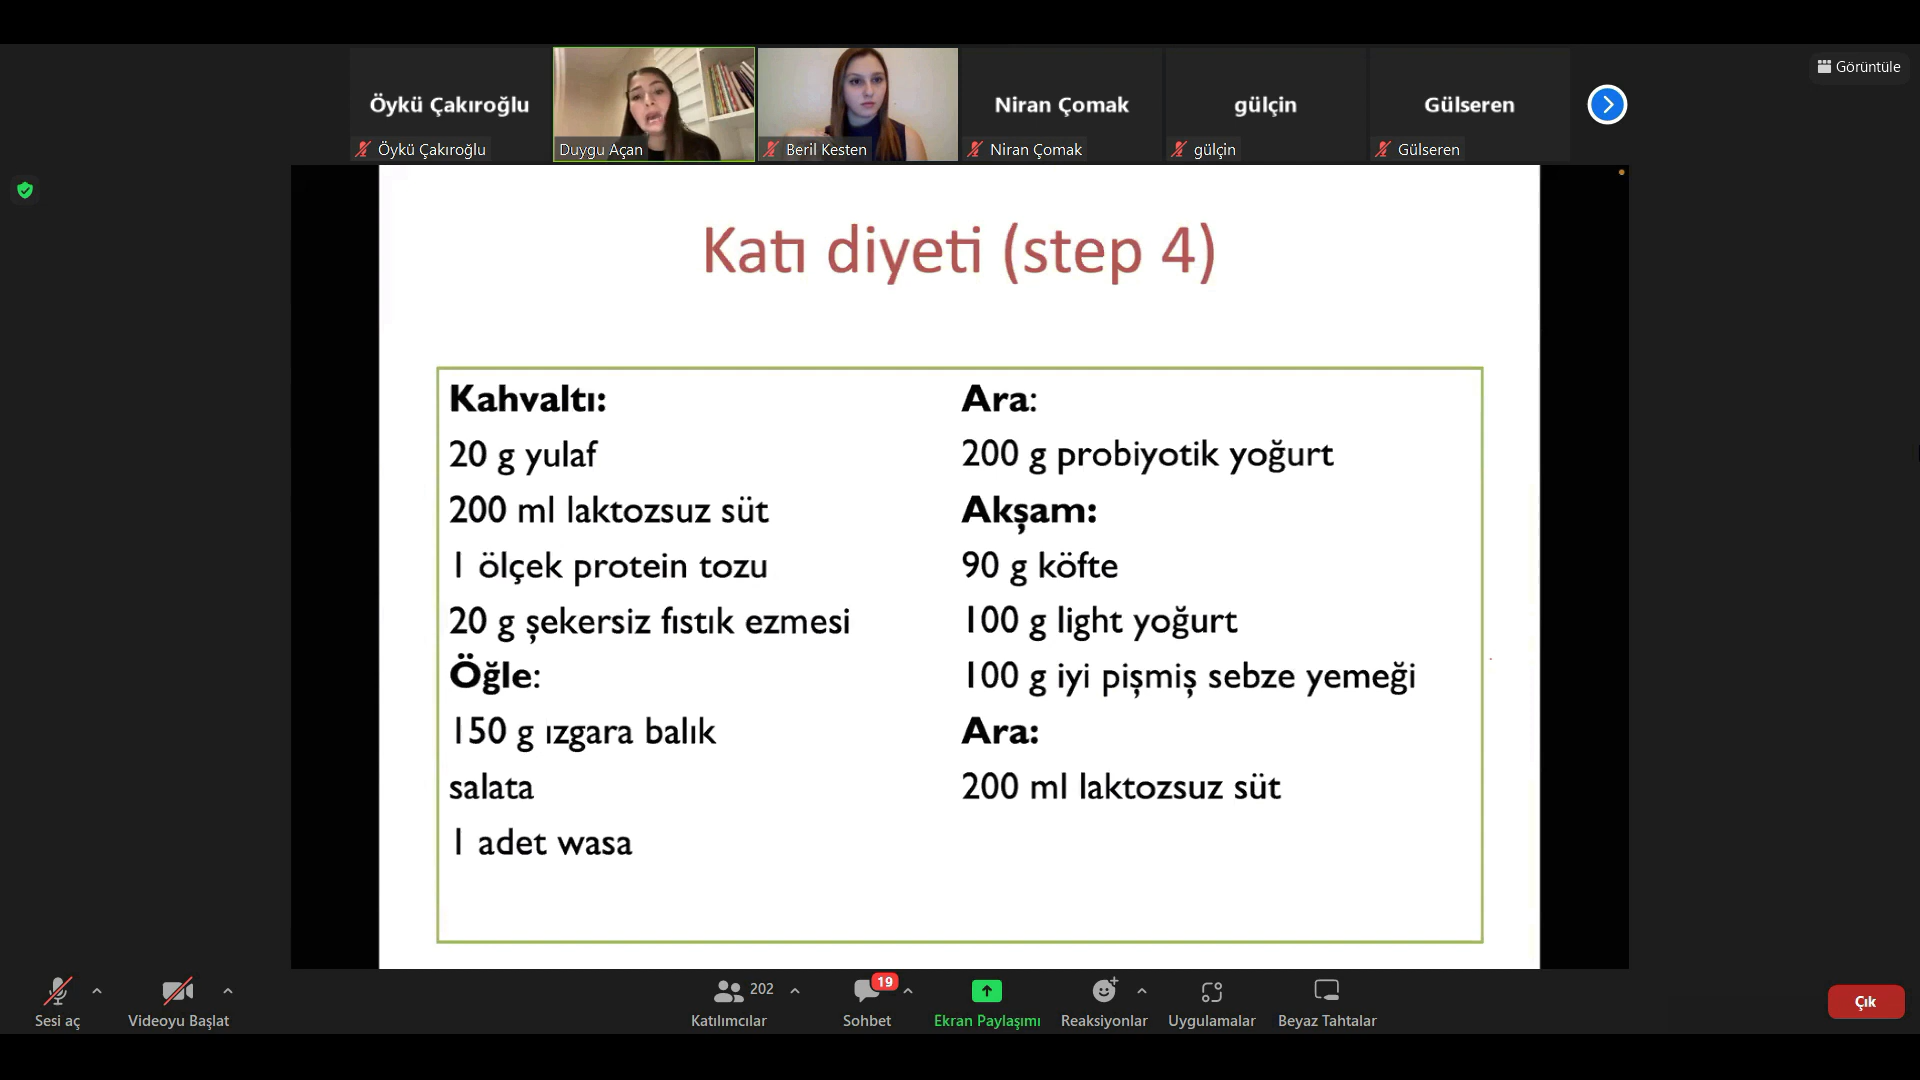 Öykü Çakıroğlu
Niran Çomak
gülçin
Gülseren
Görüntüle
Öykü Çakıroğlu
Duygu Açan
Beril Kesten
Niran Çomak
gülçin
Gülseren
Katı diyeti (step 4)
Kahvaltı:
20 g yulaf
200 ml laktozsuz süt
1 ölçek protein tozu
20 g şekersiz fıstık ezmesi
Öğle:
150 g ızgara balık
salata
1 adet wasa
Ara:
200 g probiyotik yoğurt
Akşam:
90 g köfte
100 g light yoğurt
100 g iyi pişmiş sebze yemeği
Ara:
200 ml laktozsuz süt
Sesi aç
Videoyu Başlat
202
Katılımcılar
19
Sohbet
Ekran Paylaşımı
Reaksiyonlar
Uygulamalar
Beyaz Tahtalar
Çık